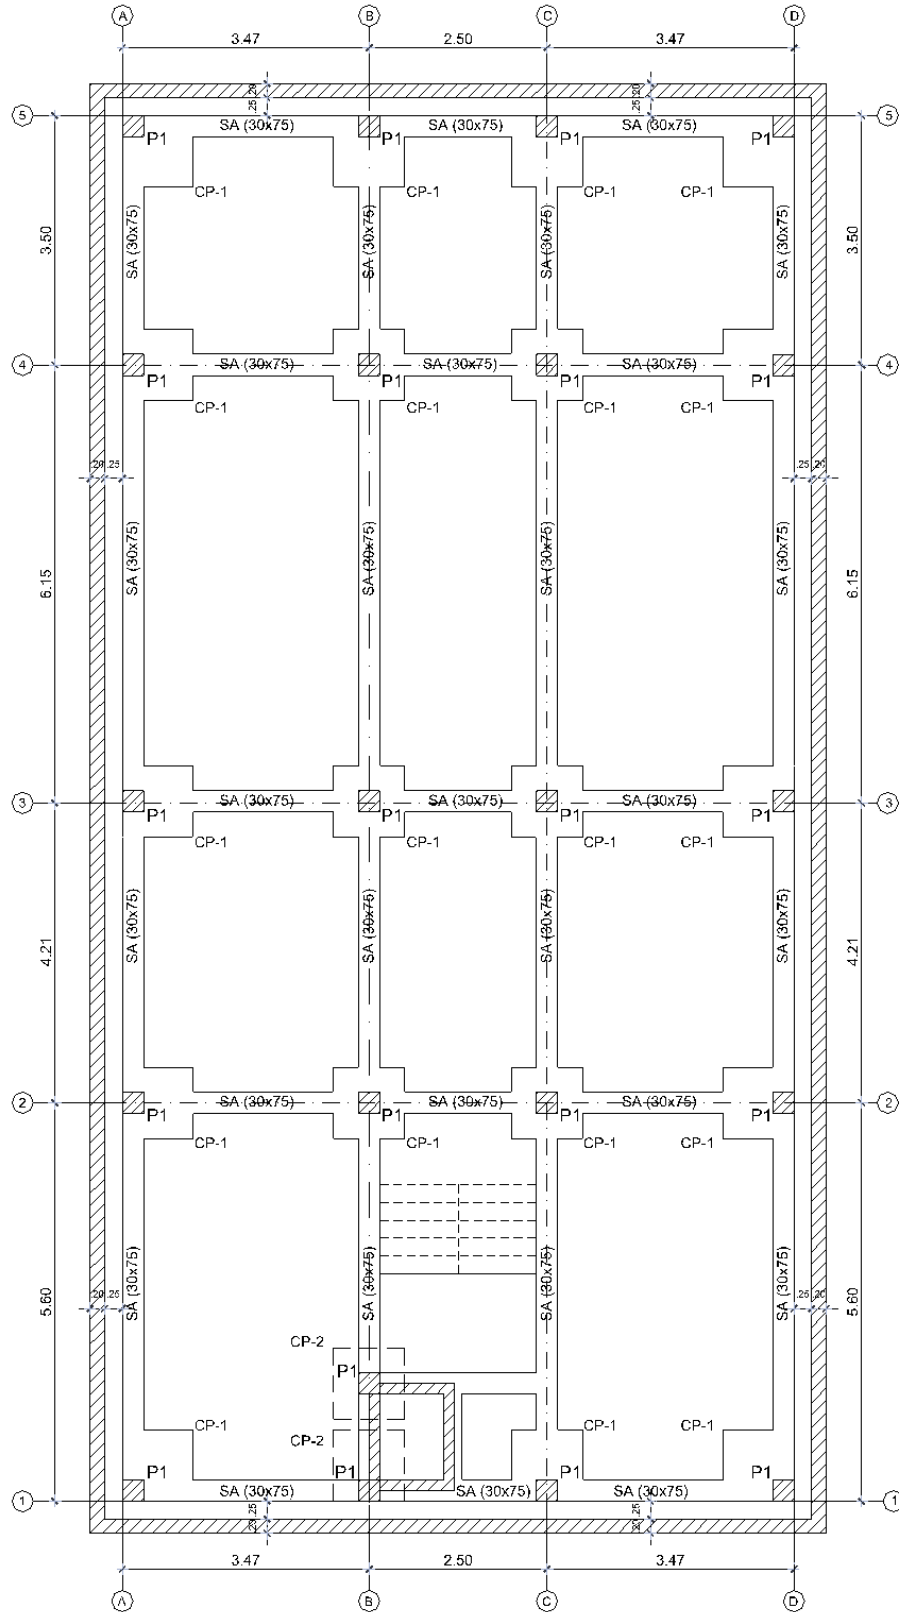 A B C D
3.47 2.50 3.47
.25 .20 .25 .20
5 SA (30x75) SA (30x75) SA (30x75) 5
P1 P1 P1 P1
CP-1 CP-1 CP-1 CP-1
3.50 SA (30x75) SA (30x75) SA (30x75) SA (30x75) 3.50
4 SA (30x75) SA (30x75) SA (30x75) 4
P1 P1 P1 P1
CP-1 CP-1 CP-1 CP-1
.20 .25 .25 .20
6.15 SA (30x75) SA (30x75) SA (30x75) SA (30x75) 6.15
3 SA (30x75) SA (30x75) SA (30x75) 3
P1 P1 P1 P1
CP-1 CP-1 CP-1 CP-1
4.21 SA (30x75) SA (30x75) SA (30x75) SA (30x75) 4.21
2 SA (30x75) SA (30x75) SA (30x75) 2
P1 P1 P1 P1
CP-1 CP-1 CP-1 CP-1
.20 .25 .25 .20
5.60 SA (30x75) SA (30x75) SA (30x75) SA (30x75) 5.60
CP-2
P1
CP-1 CP-1 CP-1
CP-2
P1 P1 P1 P1
1 SA (30x75) SA (30x75) SA (30x75) 1
.20 .25 .20 .25
3.47 2.50 3.47
A B C D